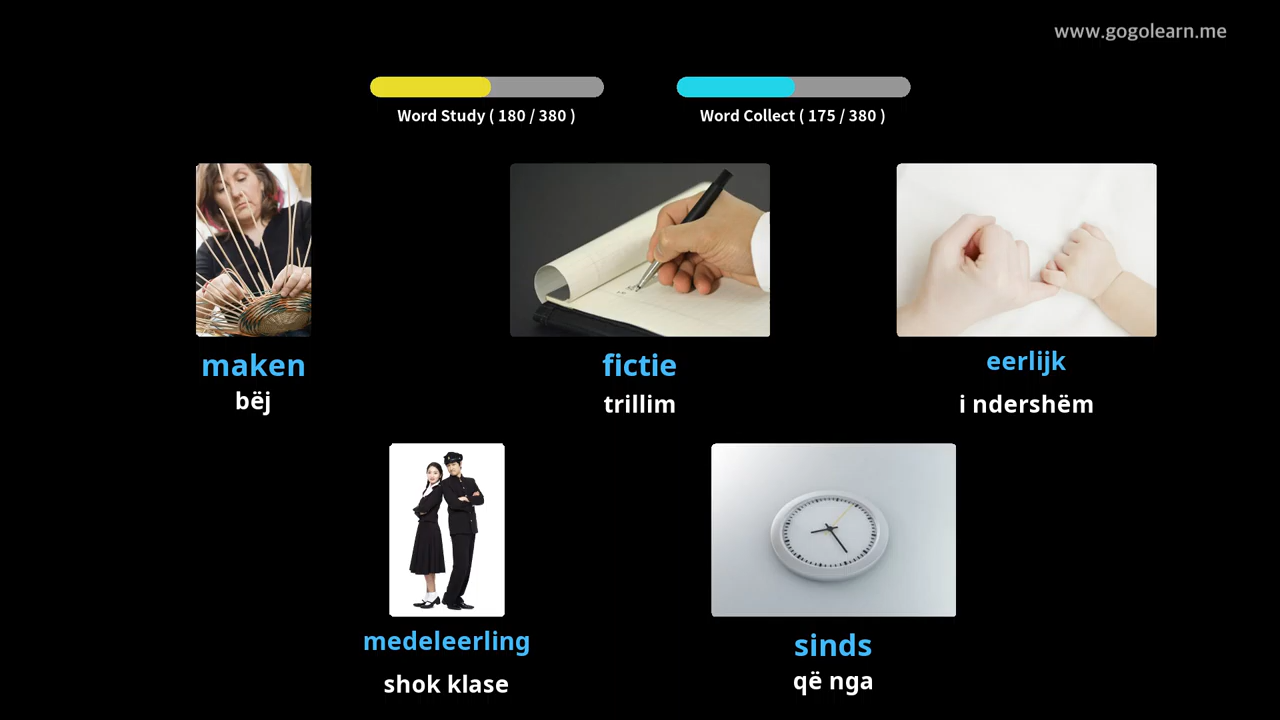 www.gogolearn.me
Word Study ( 180 / 380 )
Word Collect ( 175 / 380 )
maken
bëj
fictie
trillim
eerlijk
i ndershëm
medeleerling
shok klase
sinds
që nga